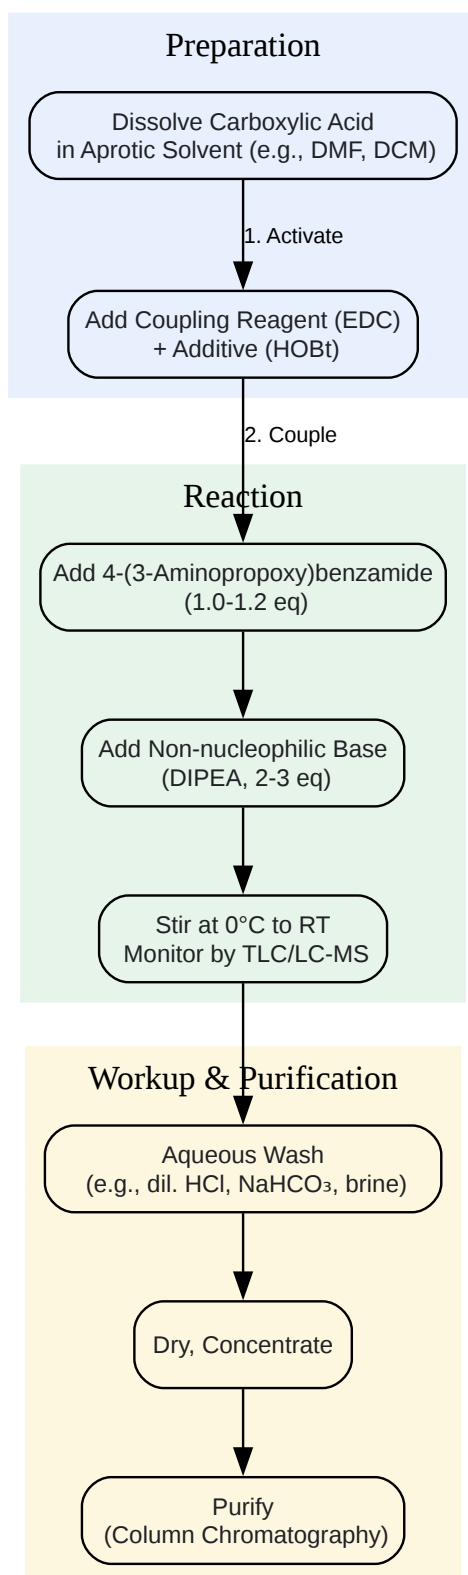 Preparation
Dissolve Carboxylic Acid
in Aprotic Solvent (e.g., DMF, DCM)
1. Activate
Add Coupling Reagent (EDC)
+ Additive (HOBt)
2. Couple
Reaction
Add 4-(3-Aminopropoxy)benzamide
(1.0-1.2 eq)
Add Non-nucleophilic Base
(DIPEA, 2-3 eq)
Stir at 0°C to RT
Monitor by TLC/LC-MS
Workup & Purification
Aqueous Wash
(e.g., dil. HCl, NaHCO₃, brine)
Dry, Concentrate
Purify
(Column Chromatography)